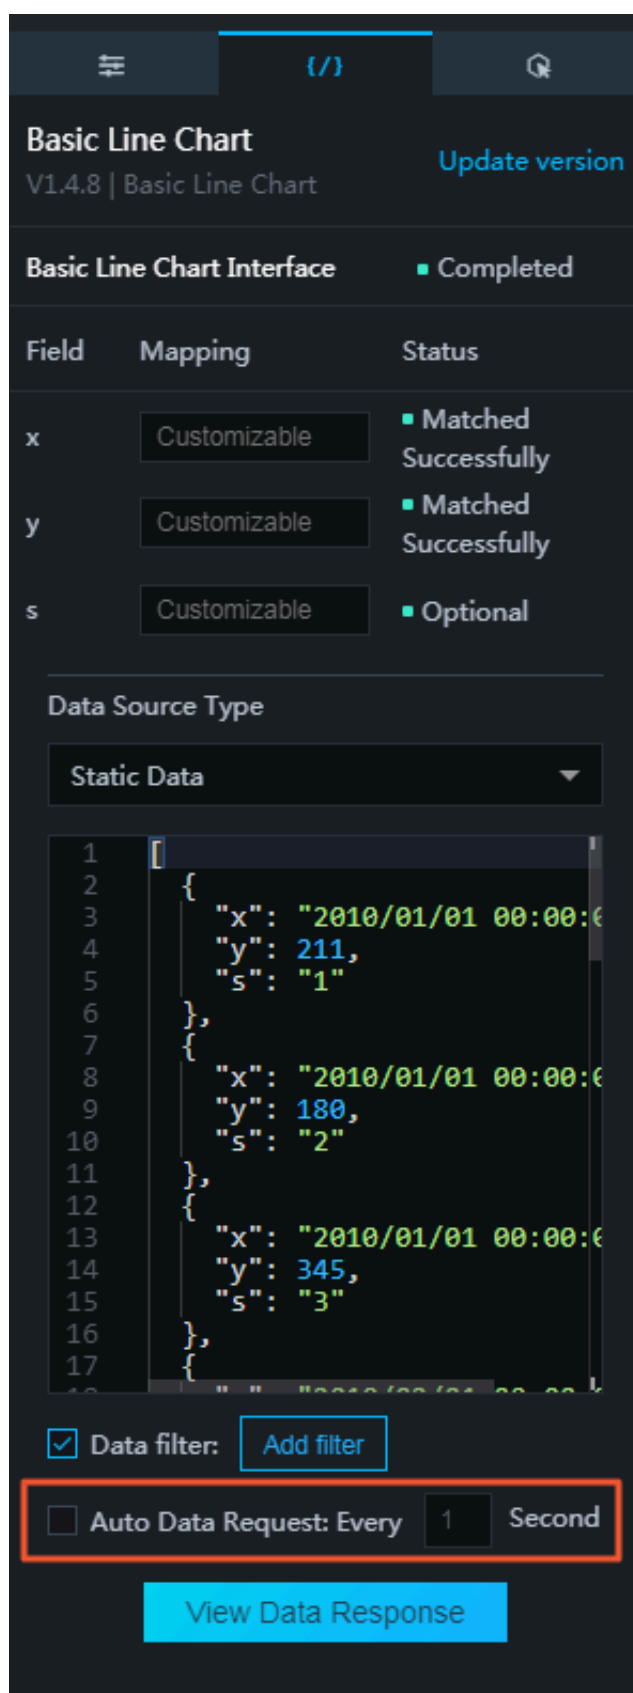 {/}
Basic Line Chart
Update version
V1.4.8 | Basic Line Chart
Basic Line Chart Interface
Completed
Field Mapping Status
x Customizable Matched Successfully
y Customizable Matched Successfully
s Customizable Optional
Data Source Type
Static Data
1 [
2 {
3 "x": "2010/01/01 00:00:
4 "y": 211,
5 "s": "1"
6 },
7 {
8 "x": "2010/01/01 00:00:
9 "y": 180,
10 "s": "2"
11 },
12 {
13 "x": "2010/01/01 00:00:
14 "y": 345,
15 "s": "3"
16 },
17 {
Data filter: Add filter
Auto Data Request: Every 1 Second
View Data Response